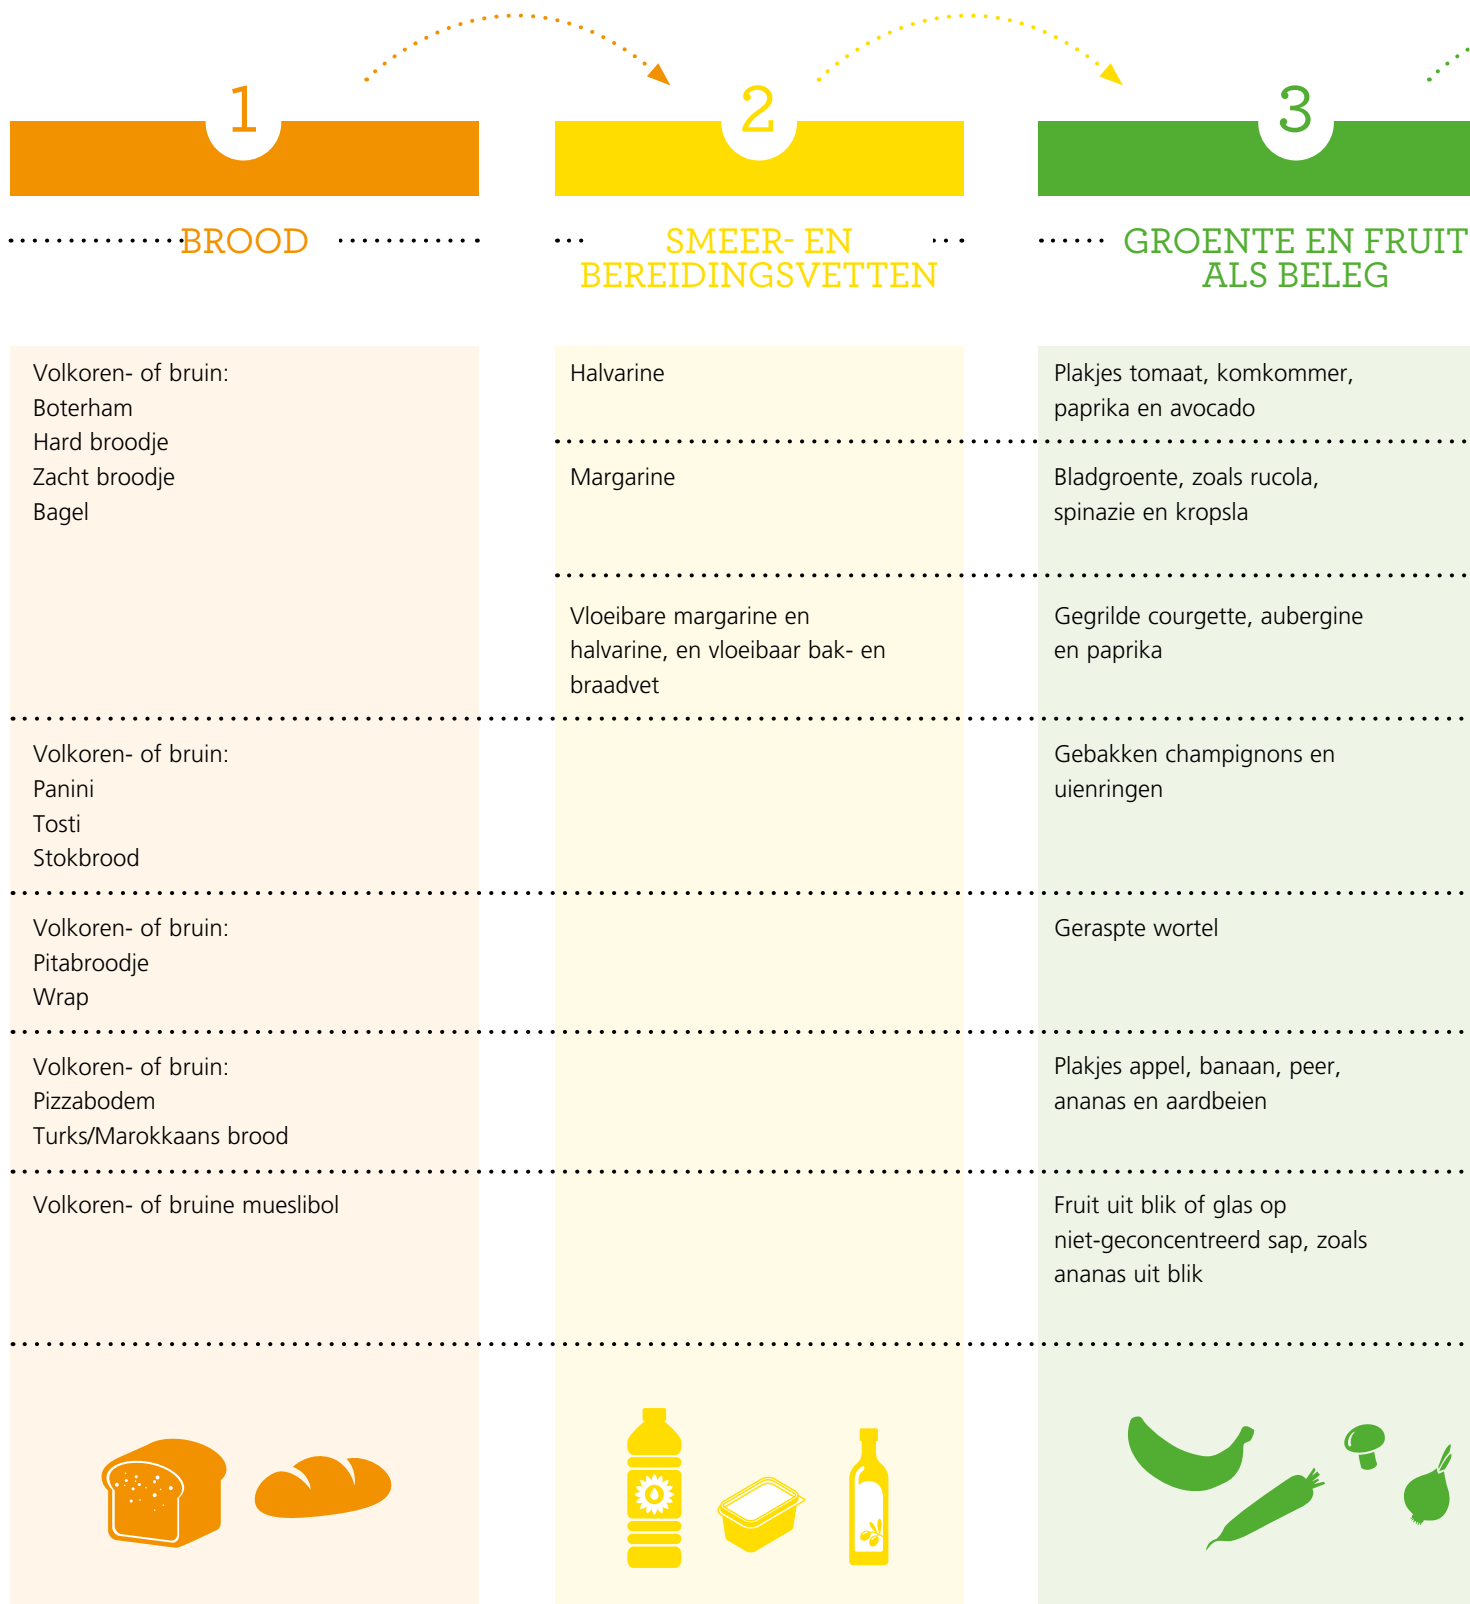 1
BROOD
Volkoren- of bruin:
Boterham
Hard broodje
Zacht broodje
Bagel
Volkoren- of bruin:
Panini
Tosti
Stokbrood
Volkoren- of bruin:
Pitabroodje
Wrap
Volkoren- of bruin:
Pizzabodem
Turks/Marokkaans brood
Volkoren- of bruine mueslibol
2
SMEER- EN
BEREIDINGSVETTEN
Halvarine
Margarine
Vloeibare margarine en
halvarine, en vloeibaar bak- en
braadvet
3
GROENTE EN FRUIT
ALS BELEG
Plakjes tomaat, komkommer,
paprika en avocado
Bladgroente, zoals rucola,
spinazie en kropsla
Gegrilde courgette, aubergine
en paprika
Gebakken champignons en
uienringen
Geraspte wortel
Plakjes appel, banaan, peer,
ananas en aardbeien
Fruit uit blik of glas op
niet-geconcentreerd sap, zoals
ananas uit blik